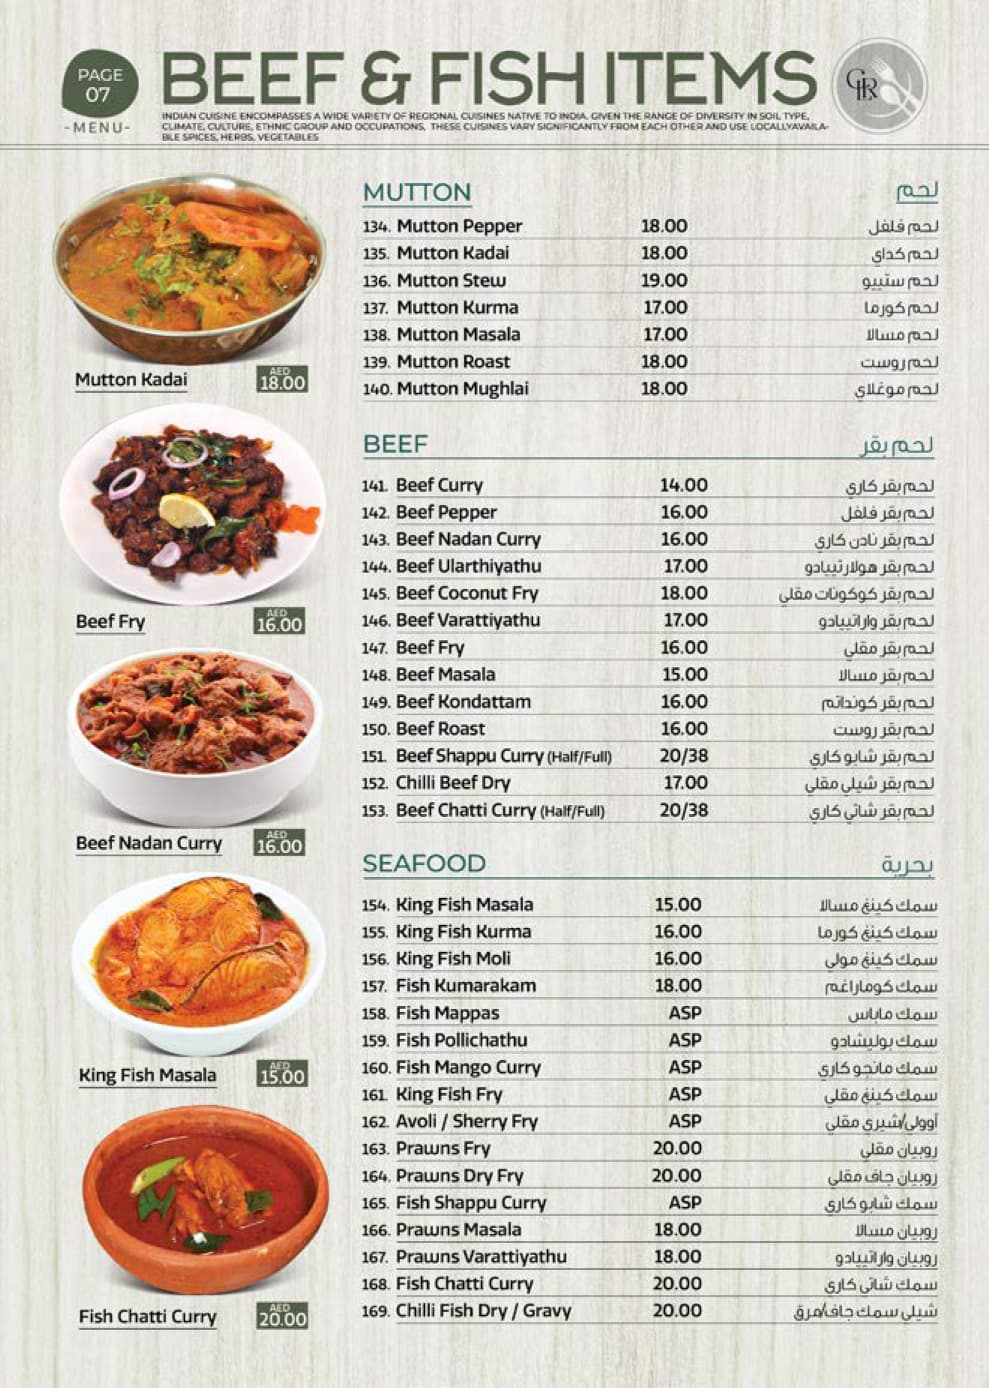 PAGE
07
-MENU-
BEEF & FISH ITEMS
INDIAN CUISINE ENCOMPASSES A WIDE VARIETY OF REGIONAL CUISINES NATIVE TO INDIA. GIVEN THE RANGE OF DIVERSITY IN SOIL TYPE,
CLIMATE, CULTURE, ETHNIC GROUP AND OCCUPATIONS, THESE CUISINES VARY SIGNIFICANTLY FROM EACH OTHER AND USE LOCALLYAVAILA-
BLE SPICES, HERBS, VEGETABLES
Mutton Kadai AED 18.00
Beef Fry AED 16.00
Beef Nadan Curry AED 16.00
King Fish Masala AED 15.00
Fish Chatti Curry AED 20.00
MUTTON لحم
134. Mutton Pepper 18.00 لحم فلفل
135. Mutton Kadai 18.00 لحم كداي
136. Mutton Stew 19.00 لحم ستييو
137. Mutton Kurma 17.00 لحم كورما
138. Mutton Masala 17.00 لحم مسالا
139. Mutton Roast 18.00 لحم روست
140. Mutton Mughlai 18.00 لحم موغلاي
BEEF لحم بقر
141. Beef Curry 14.00 لحم بقر كاري
142. Beef Pepper 16.00 لحم بقر فلفل
143. Beef Nadan Curry 16.00 لحم بقر نادن كاري
144. Beef Ularthiyathu 17.00 لحم بقر هولارتييادو
145. Beef Coconut Fry 18.00 لحم بقر كوكونات مقلي
146. Beef Varattiyathu 17.00 لحم بقر واراتييادو
147. Beef Fry 16.00 لحم بقر مقلي
148. Beef Masala 15.00 لحم بقر مسالا
149. Beef Kondattam 16.00 لحم بقر كونداتم
150. Beef Roast 16.00 لحم بقر روست
151. Beef Shappu Curry (Half/Full) 20/38 لحم بقر شابو كاري
152. Chilli Beef Dry 17.00 لحم بقر شيلي مقلي
153. Beef Chatti Curry (Half/Full) 20/38 لحم بقر شاتي كاري
SEAFOOD بحرية
154. King Fish Masala 15.00 سمك كينغ مسالا
155. King Fish Kurma 16.00 سمك كينغ كورما
156. King Fish Moli 16.00 سمك كينغ مولي
157. Fish Kumarakam 18.00 سمك كوماراغم
158. Fish Mappas ASP سمك ماباس
159. Fish Pollichathu ASP سمك بوليشادو
160. Fish Mango Curry ASP سمك مانجو كاري
161. King Fish Fry ASP سمك كينغ مقلي
162. Avoli / Sherry Fry ASP آوولي/شيري مقلي
163. Prawns Fry 20.00 روبيان مقلي
164. Prawns Dry Fry 20.00 روبيان جاف مقلي
165. Fish Shappu Curry ASP سمك شابو كاري
166. Prawns Masala 18.00 روبيان مسالا
167. Prawns Varattiyathu 18.00 روبيان واراتييادو
168. Fish Chatti Curry 20.00 سمك شاتي كاري
169. Chilli Fish Dry / Gravy 20.00 شيلي سمك جاف/مرق